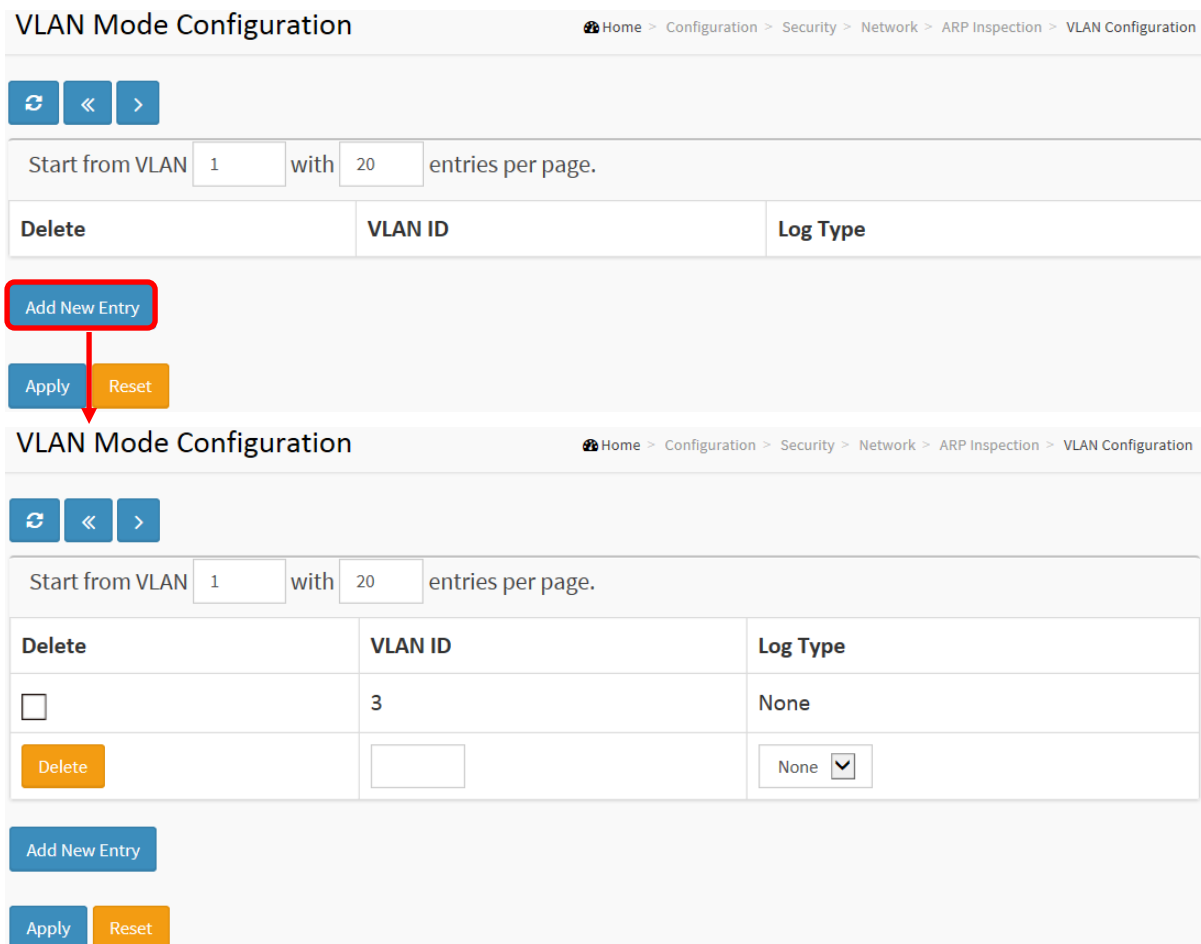 VLAN Mode Configuration
Home > Configuration > Security > Network > ARP Inspection > VLAN Configuration
Start from VLAN 1 with 20 entries per page.
Delete VLAN ID Log Type
Add New Entry
Apply Reset
VLAN Mode Configuration
Home > Configuration > Security > Network > ARP Inspection > VLAN Configuration
Start from VLAN 1 with 20 entries per page.
Delete VLAN ID Log Type
3 None
Delete None
Add New Entry
Apply Reset